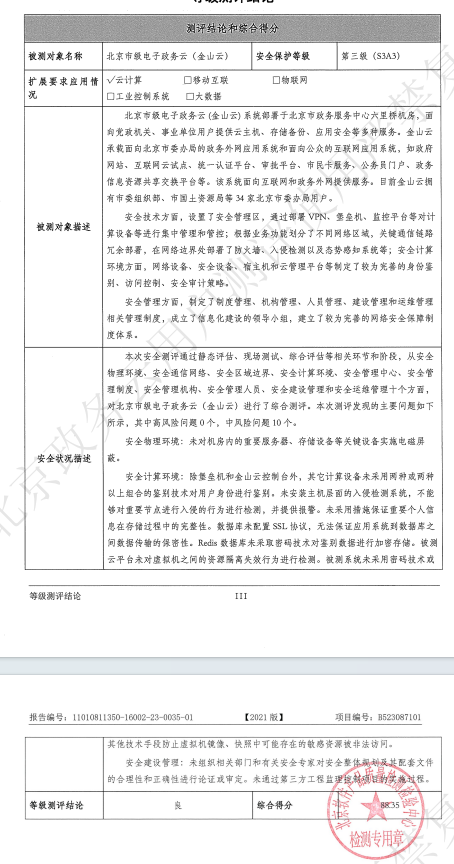 等级测评结论
测评结论和综合得分
被测对象名称 北京市级电子政务云（金山云） 安全保护等级 第三级（S3A3）
扩展要求应用情况 ✓云计算 □移动互联 □物联网
□工业控制系统 □大数据
被测对象描述
北京市级电子政务云(金山云)系统部署于北京市政务服务中心六里桥机房，面
向党政机关、事业单位用户提供云主机、存储备份、应用安全等多种服务。金山云
承载面向北京市委办局的政务外网应用系统和面向公众的互联网应用系统，如政府
网站、互联网云试点、统一认证平台、审批平台、市民卡服务、公务员门户、政务
信息资源共享交换平台等。该系统面向互联网和政务外网提供服务。目前金山云拥
有市委组织部、市国土资源局等 34 家北京市委办局用户。
安全技术方面，设置了安全管理区，通过部署 VPN、堡垒机、监控平台等对计
算设备等进行集中管理和管控；根据业务功能划分了不同网络区域，关键通信链路
冗余部署，在网络边界处部署了防火墙、入侵检测以及态势感知系统等；安全计算
环境方面，网络设备、安全设备、宿主机和云管理平台等制定了较为完善的身份鉴
别、访问控制、安全审计策略。
安全管理方面，制定了制度管理、机构管理、人员管理、建设管理和运维管理
相关管理制度，成立了信息化建设的领导小组，建立了较为完善的网络安全保障制
度体系。
安全状况描述
本次安全测评通过静态评估、现场测试、综合评估等相关环节和阶段，从安全
物理环境、安全通信网络、安全区域边界、安全计算环境、安全管理中心、安全管
理制度、安全管理机构、安全管理人员、安全建设管理和安全运维管理十个方面，
对北京市级电子政务云（金山云）进行了综合测评。本次测评发现的主要问题如下
所示，其中高风险问题 0 个，中风险问题 10 个。
安全物理环境：未对机房内的重要服务器、存储设备等关键设备实施电磁屏
蔽。
安全计算环境：除堡垒机和金山云控制台外，其它计算设备未采用两种或两种
以上组合的鉴别技术对用户身份进行鉴别。未安装主机层面的入侵检测系统，不能
够对重要节点进行入侵的行为进行检测，并提供报警。未采用措施保证重要个人信
息在存储过程中的完整性。数据库未配置 SSL 协议，无法保证应用系统到数据库之
间数据传输的保密性。Redis 数据库未采取密码技术对鉴别数据进行加密存储。被测
云平台未对虚拟机之间的资源隔离失效行为进行检测。被测系统未采用密码技术或
等级测评结论 III
报告编号：11010811350-16002-23-0035-01 【2021 版】 项目编号：B523087101
其他技术手段防止虚拟机镜像、快照中可能存在的敏感资源被非法访问。
安全建设管理：未组织相关部门和有关安全专家对安全整体规划及其配套文件
的合理性和正确性进行论证或审定。未通过第三方工程监理控制项目的实施过程。
等级测评结论 良 综合得分 88.35
检测专用章